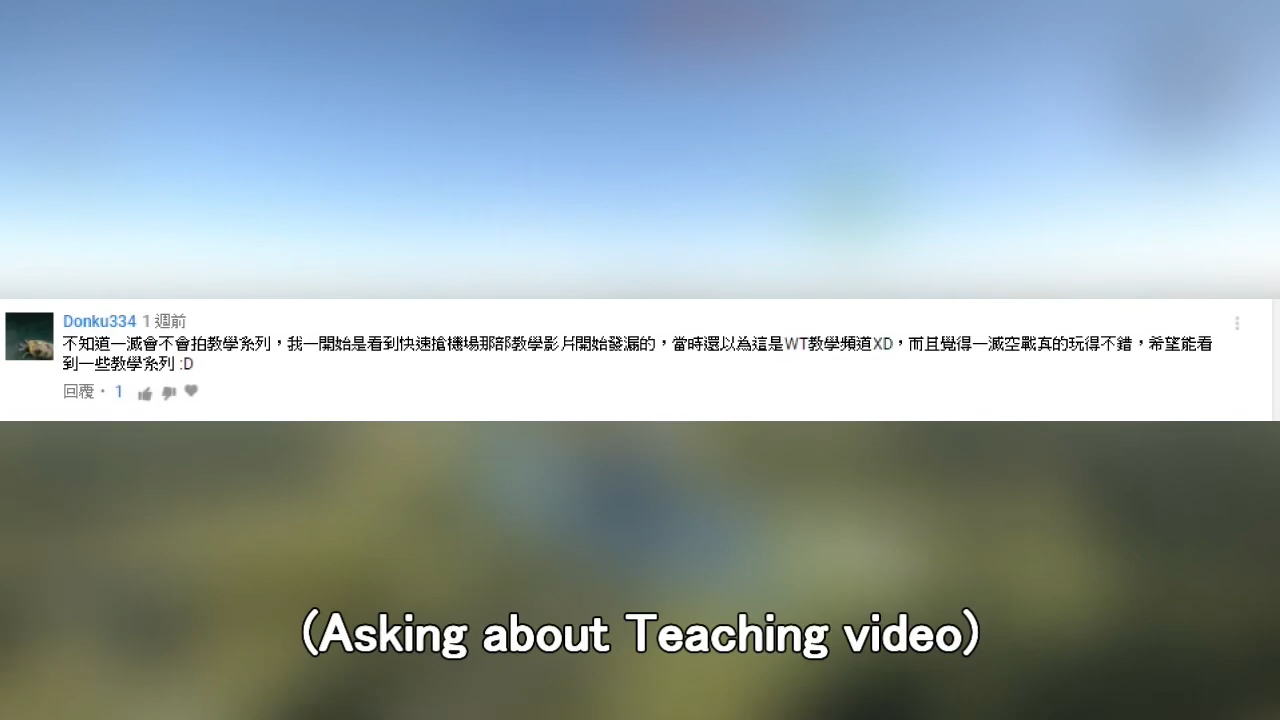 Donku334 1 週前
不知道一滅會不會拍教學系列，我一開始是看到快速搶機場那部教學影片開始發漏的，當時還以為這是WT教學頻道XD，而且覺得一滅空戰真的玩得不錯，希望能看
到一些教學系列 :D
回覆・ 1
(Asking about Teaching video)